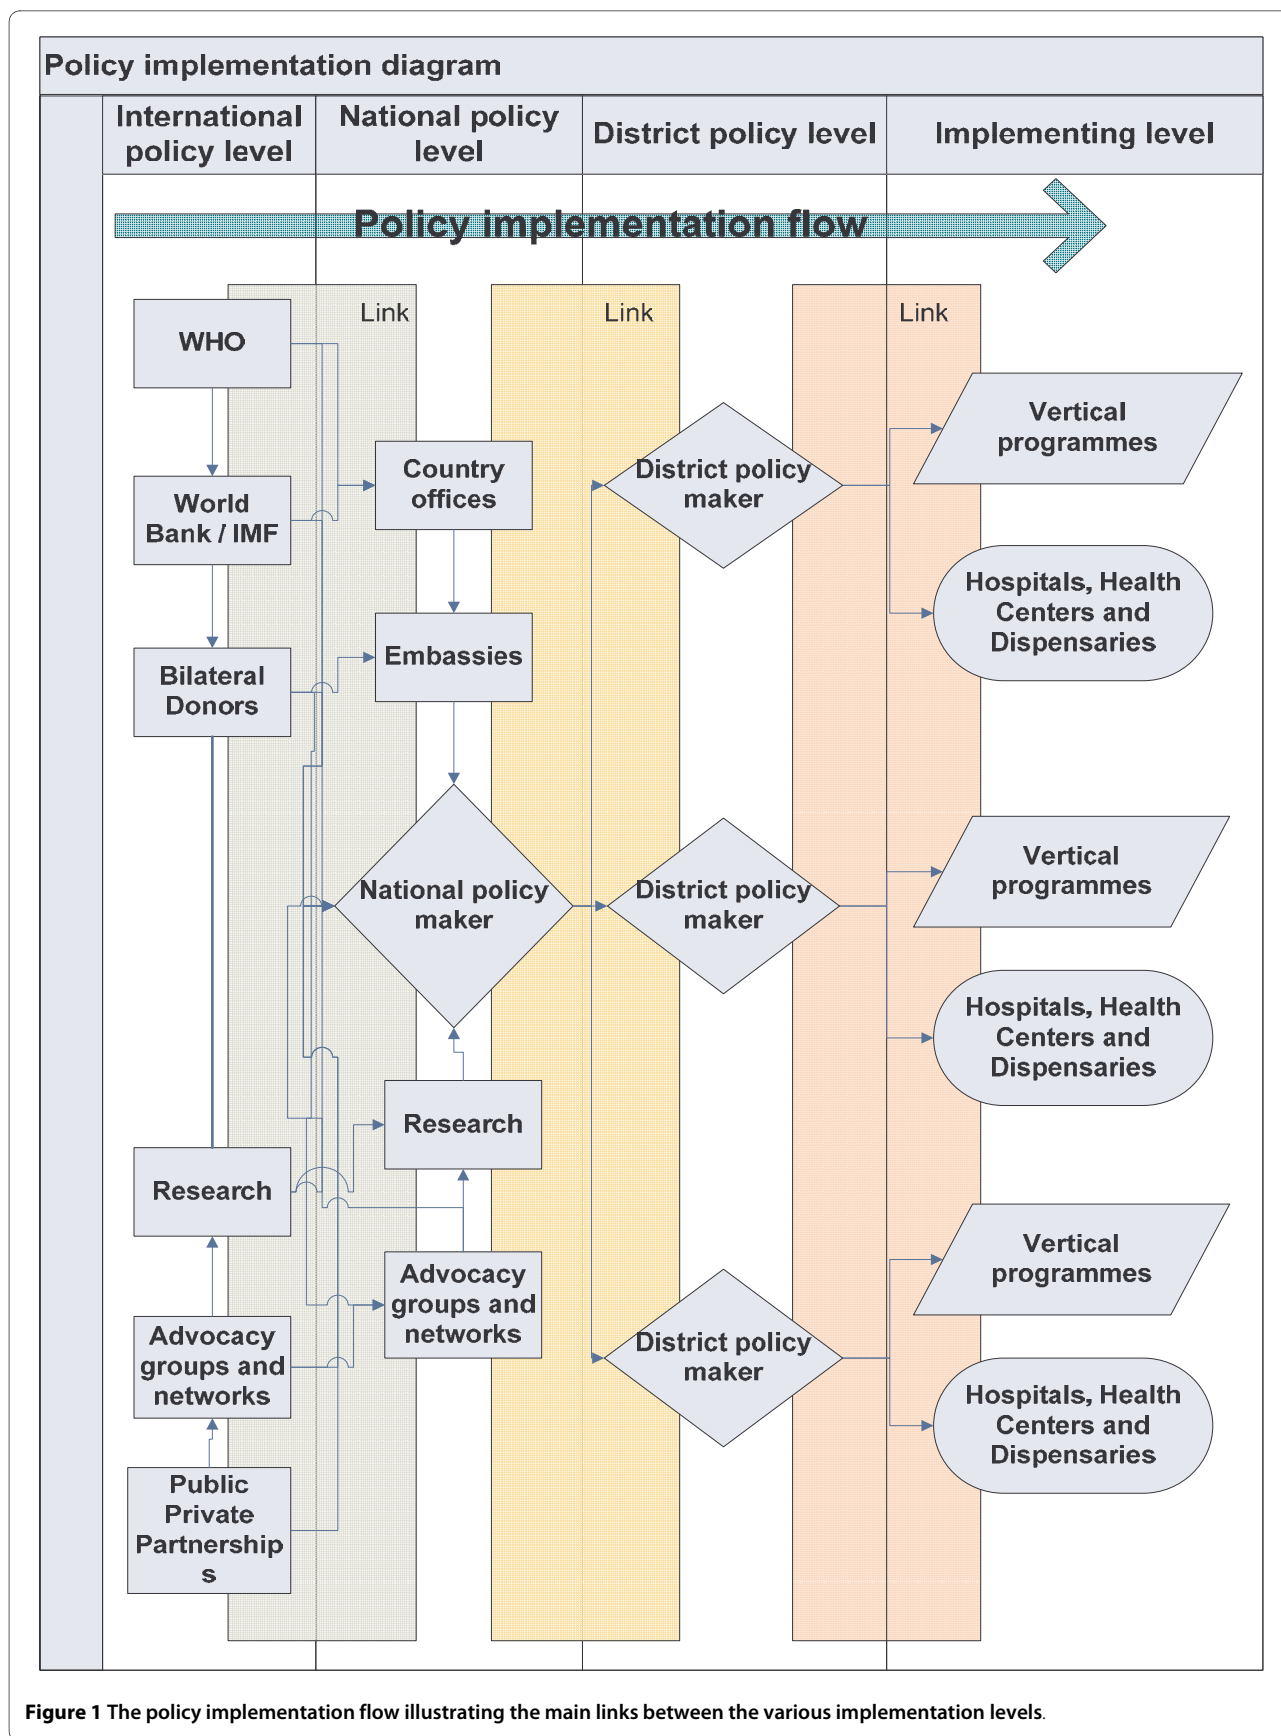 Policy implementation diagram
International
policy level
National policy
level
District policy level
Implementing level
Policy implementation flow
Link
Link
Link
WHO
World
Bank / IMF
Bilateral
Donors
Research
Advocacy
groups and
networks
Public
Private
Partnership
s
Country
offices
Embassies
National policy
maker
Research
Advocacy
groups and
networks
District policy
maker
District policy
maker
District policy
maker
Vertical
programmes
Hospitals, Health
Centers and
Dispensaries
Vertical
programmes
Hospitals, Health
Centers and
Dispensaries
Vertical
programmes
Hospitals, Health
Centers and
Dispensaries
Figure 1 The policy implementation flow illustrating the main links between the various implementation levels.